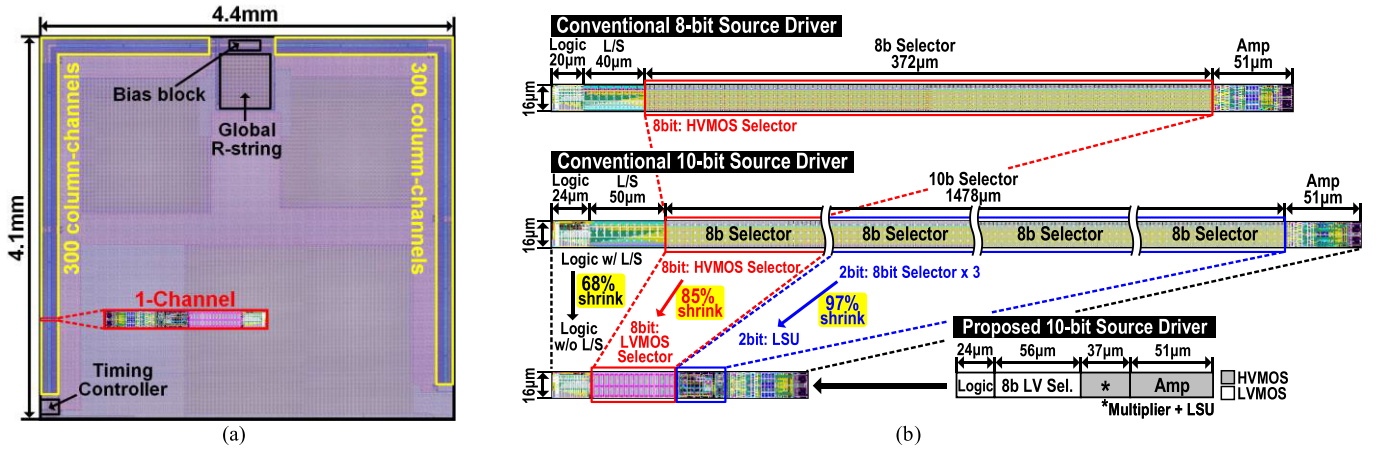 4.4mm
4.1mm
Bias block
Global
R-string
300 column-channels
300 column-channels
1-Channel
Timing
Controller
(a)
Conventional 8-bit Source Driver
Logic
20μm
L/S
40μm
8b Selector
372μm
Amp
51μm
16μm
8bit: HVMOS Selector
Conventional 10-bit Source Driver
Logic
24μm
L/S
50μm
10b Selector
1478μm
Amp
51μm
16μm
8b Selector
8b Selector
8b Selector
8b Selector
Logic w/ L/S
68%
shrink
Logic
w/o L/S
8bit: HVMOS Selector
85%
shrink
8bit:
LVMOS
Selector
2bit: 8bit Selector x 3
97%
shrink
2bit: LSU
16μm
Proposed 10-bit Source Driver
24μm
56μm
37μm
51μm
Logic
8b LV Sel.
*
Amp
*Multiplier + LSU
HVMOS
LVMOS
(b)